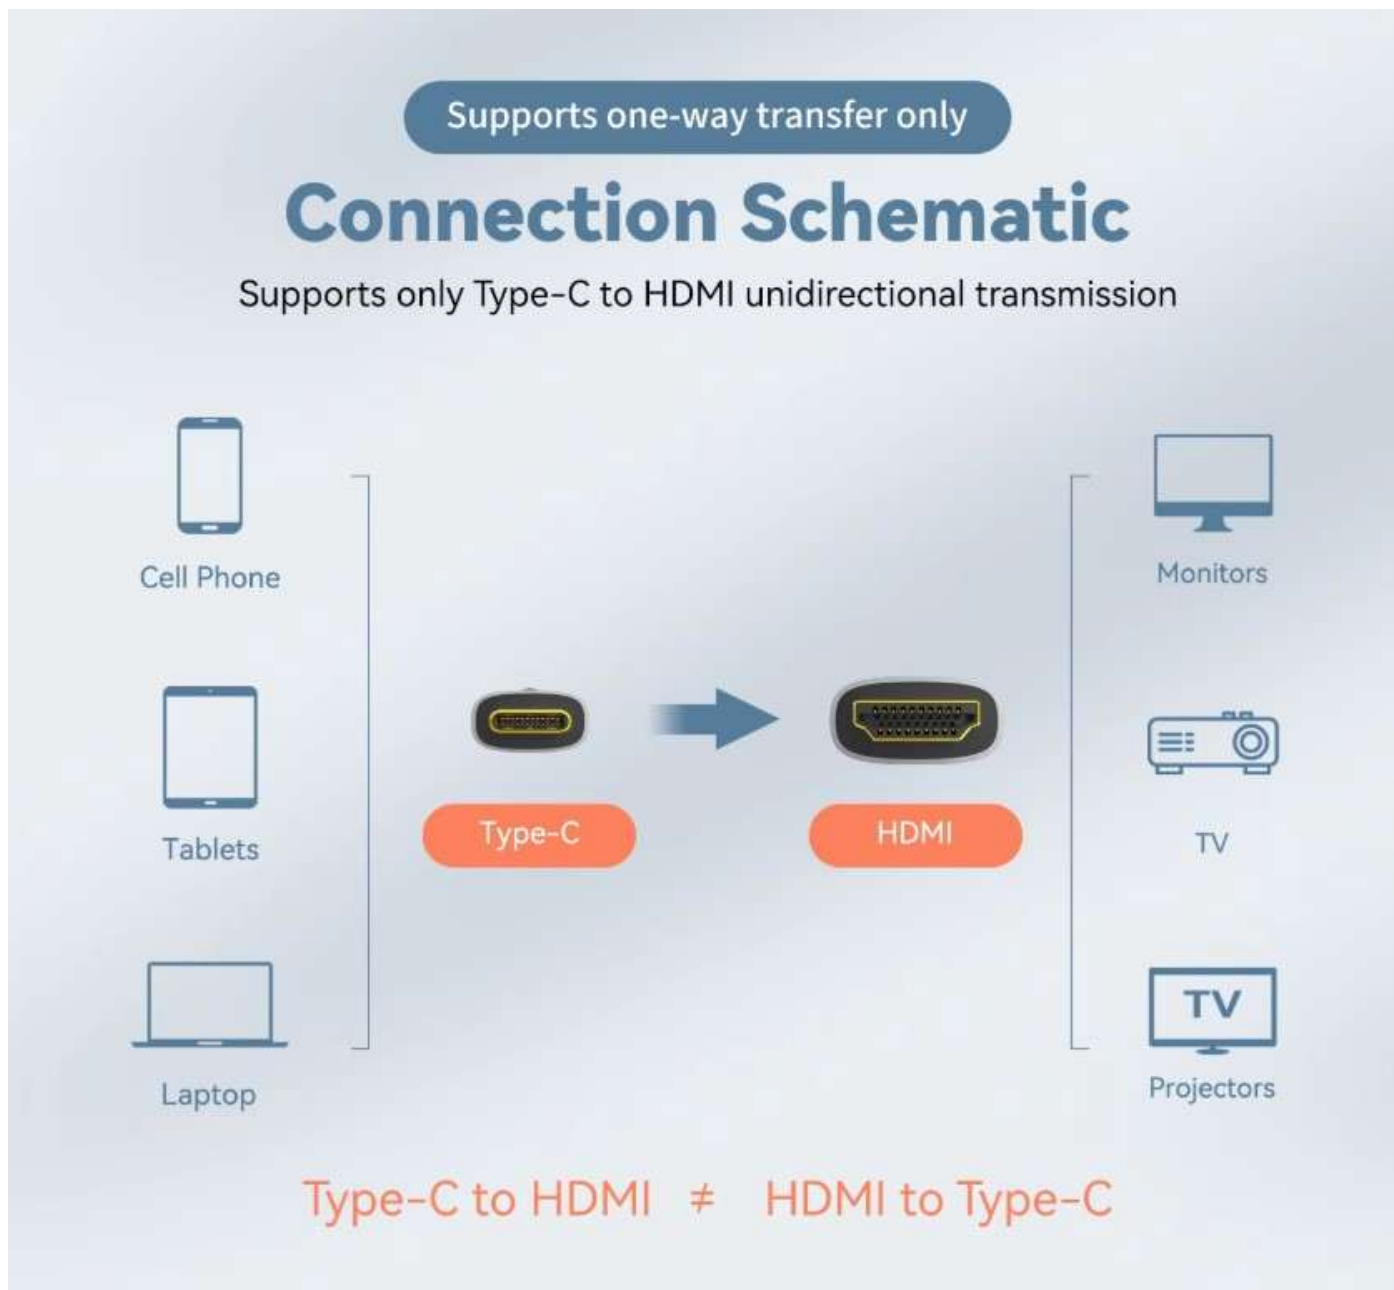 Supports one-way transfer only
Connection Schematic
Supports only Type-C to HDMI unidirectional transmission
Cell Phone
Monitors
Tablets
Type-C
HDMI
TV
Laptop
TV
Projectors
Type-C to HDMI ≠ HDMI to Type-C